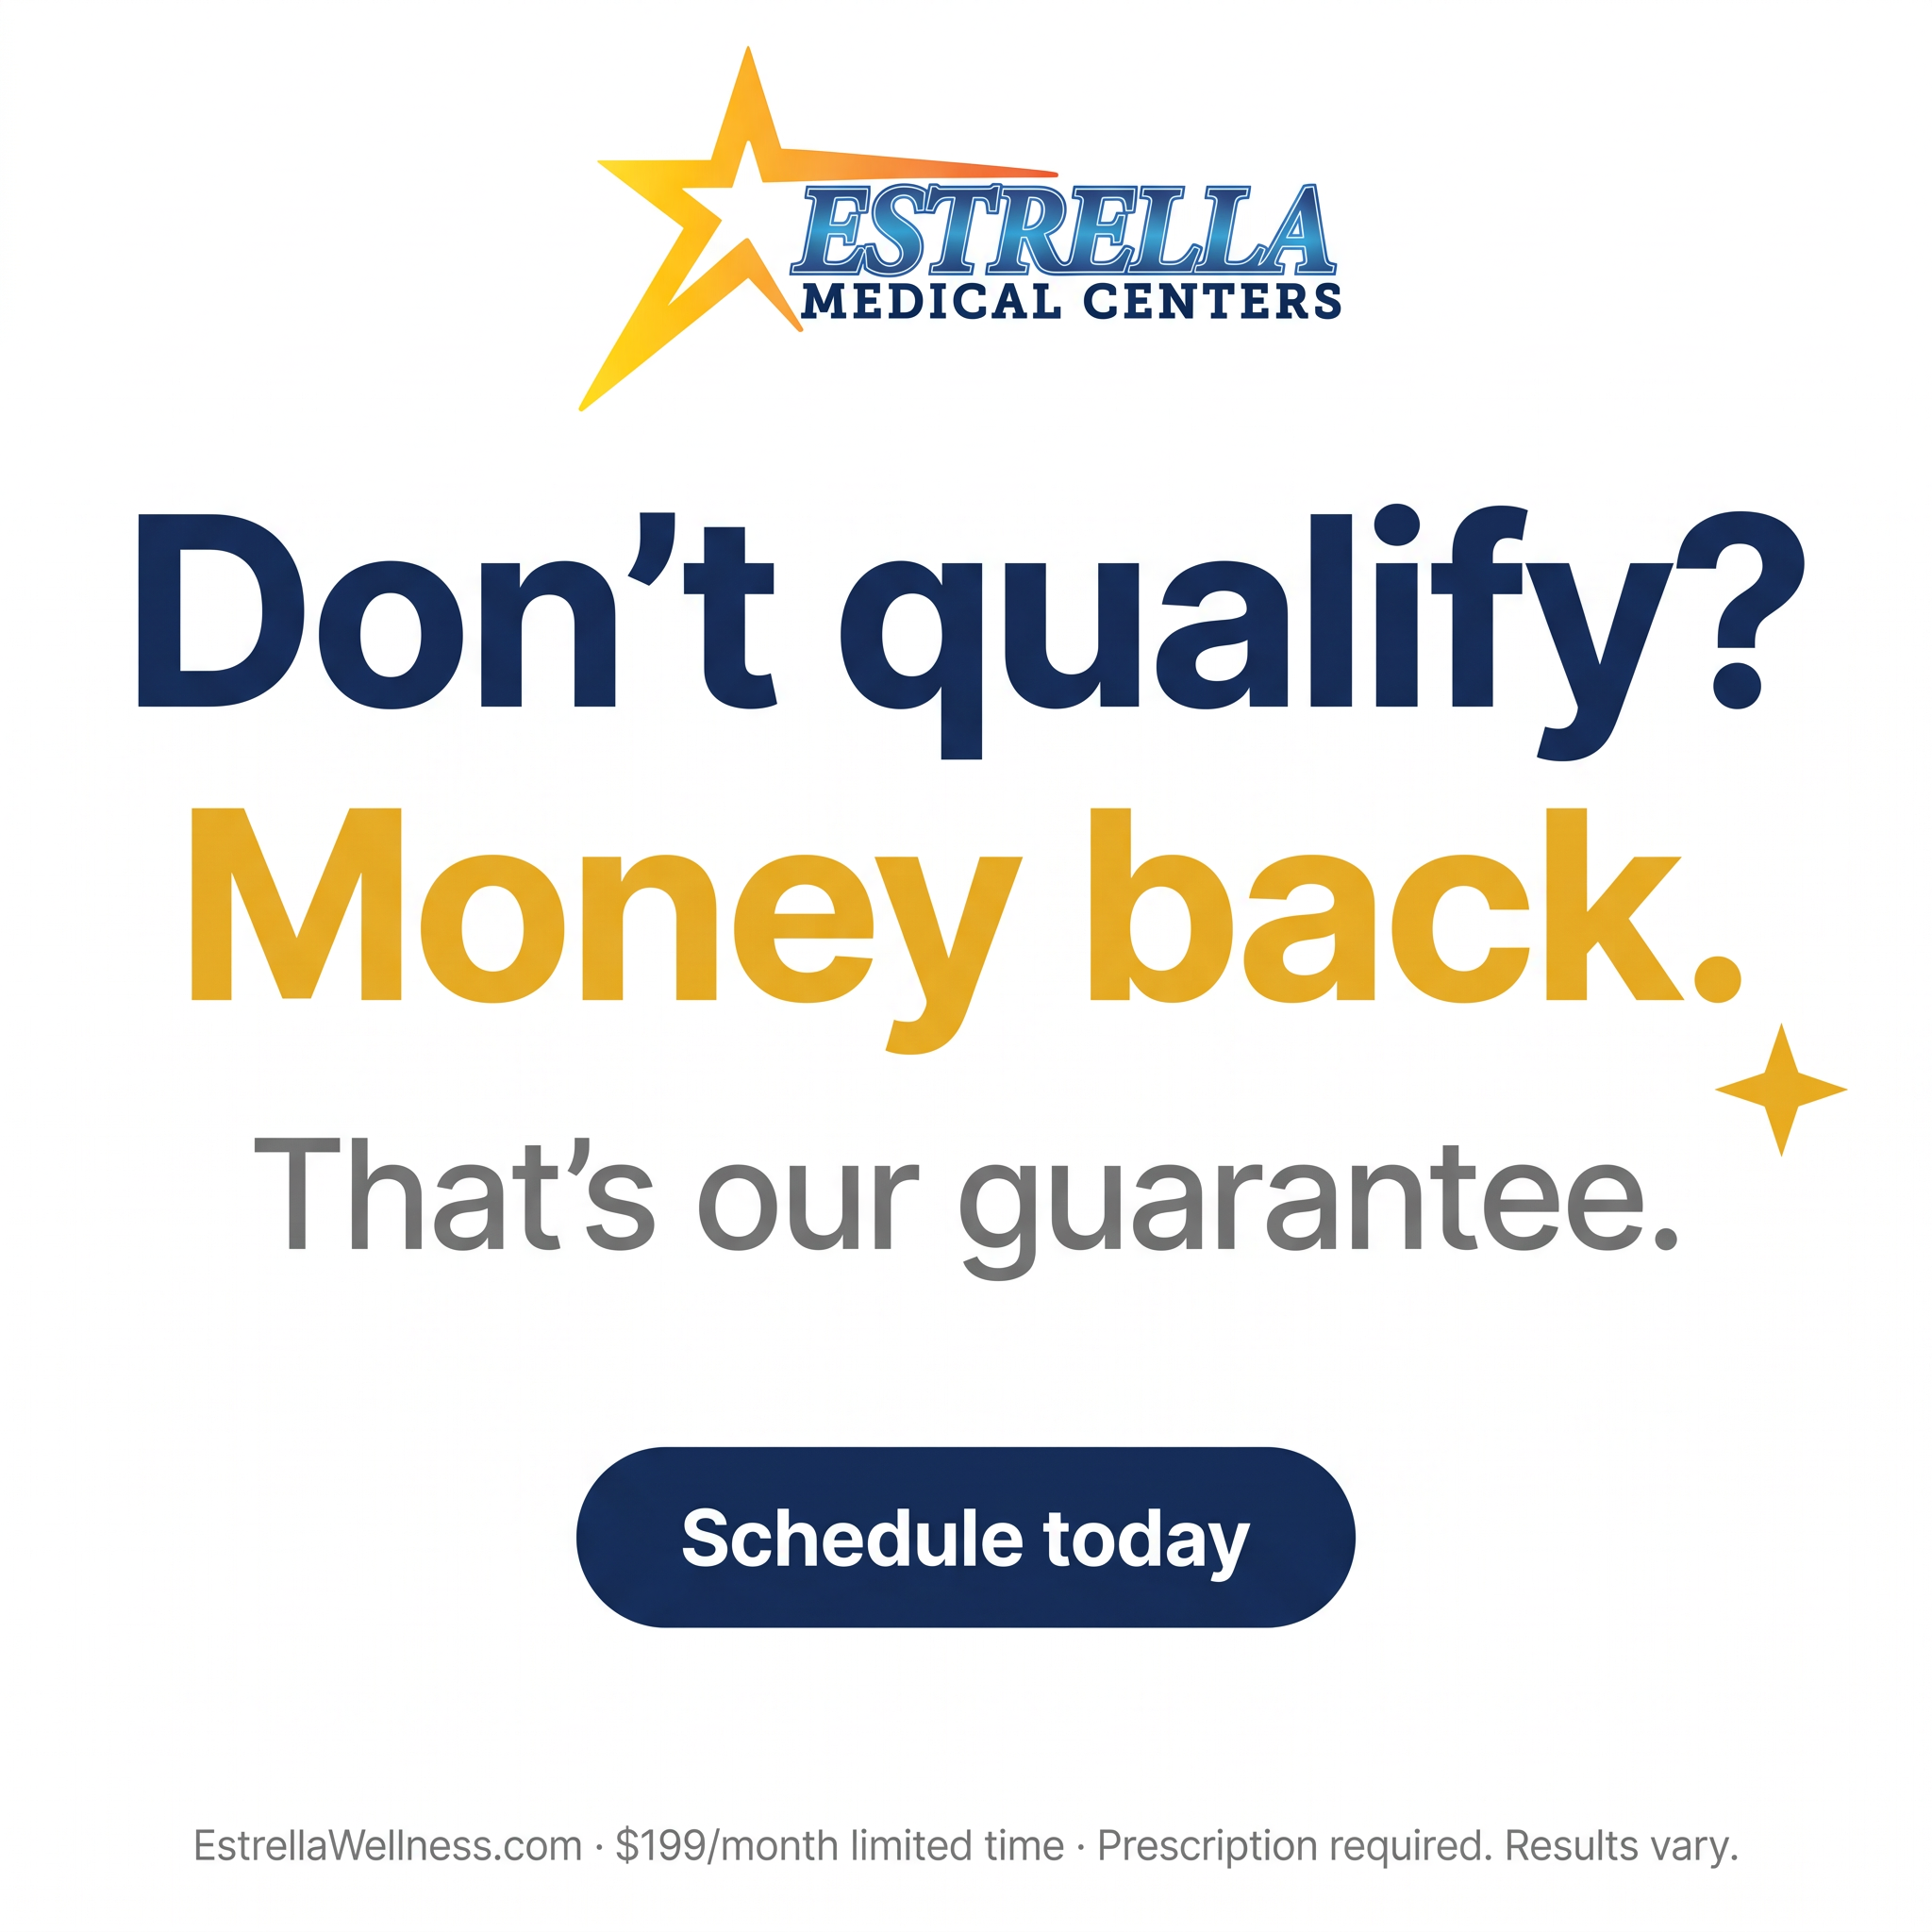 ESTRELLA
MEDICAL CENTERS
Don’t qualify?
Money back.
That’s our guarantee.
Schedule today
EstrellaWellness.com · $199/month limited time · Prescription required. Results vary.